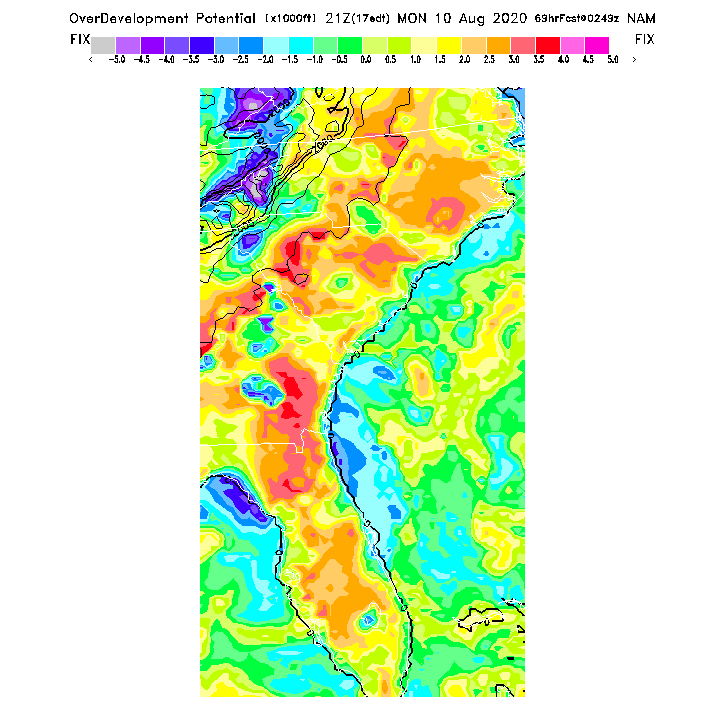 OverDevelopment Potential [x1000ft] 21Z(17edt) MON 10 Aug 2020 69hrFcst@0249z NAM
FIX FIX
< -5.0 -4.5 -4.0 -3.5 -3.0 -2.5 -2.0 -1.5 -1.0 -0.5 0.0 0.5 1.0 1.5 2.0 2.5 3.0 3.5 4.0 4.5 5.0 >